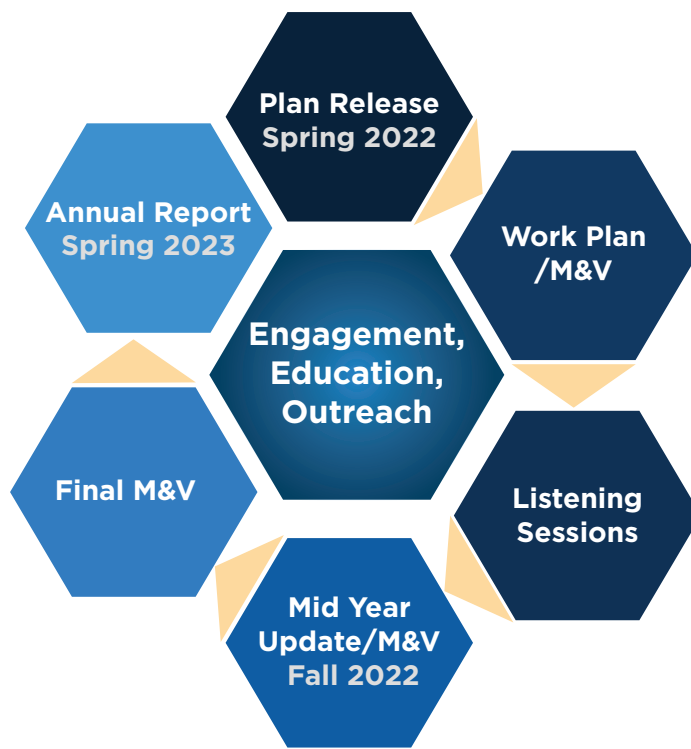 Plan Release
Spring 2022
Work Plan
/M&V
Listening
Sessions
Mid Year
Update/M&V
Fall 2022
Final M&V
Annual Report
Spring 2023
Engagement,
Education,
Outreach